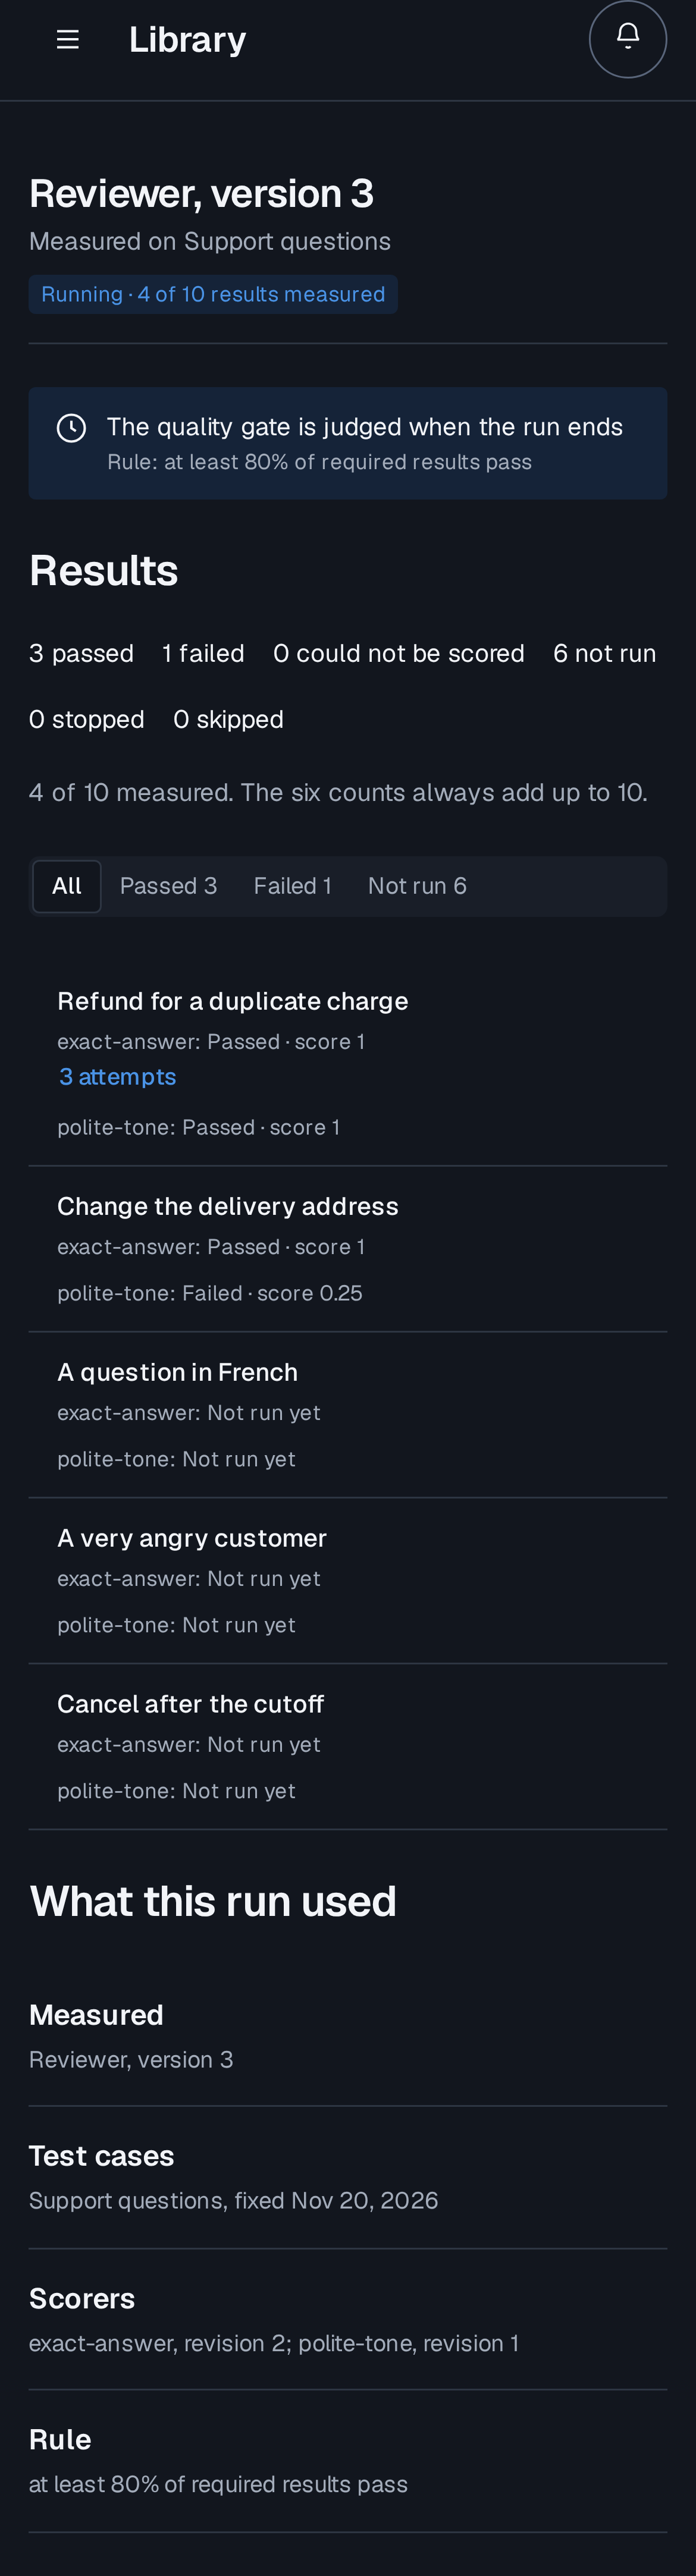 Library
Reviewer, version 3
Measured on Support questions
Running · 4 of 10 results measured
The quality gate is judged when the run ends
Rule: at least 80% of required results pass
Results
3 passed 1 failed 0 could not be scored 6 not run
0 stopped 0 skipped
4 of 10 measured. The six counts always add up to 10.
All Passed 3 Failed 1 Not run 6
Refund for a duplicate charge
exact-answer: Passed · score 1
3 attempts
polite-tone: Passed · score 1
Change the delivery address
exact-answer: Passed · score 1
polite-tone: Failed · score 0.25
A question in French
exact-answer: Not run yet
polite-tone: Not run yet
A very angry customer
exact-answer: Not run yet
polite-tone: Not run yet
Cancel after the cutoff
exact-answer: Not run yet
polite-tone: Not run yet
What this run used
Measured
Reviewer, version 3
Test cases
Support questions, fixed Nov 20, 2026
Scorers
exact-answer, revision 2; polite-tone, revision 1
Rule
at least 80% of required results pass